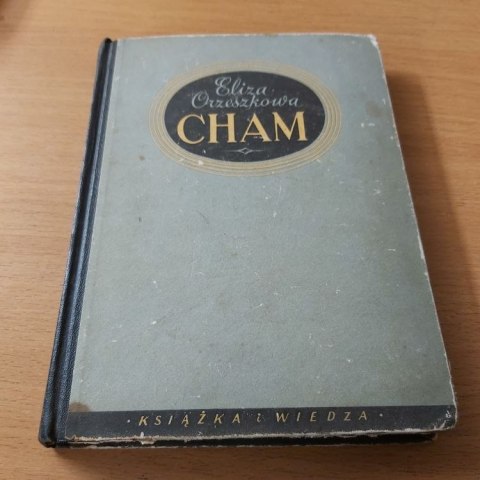 Eliza
Orzeszkowa
CHAM
· KSIĄŻKA i WIEDZA ·